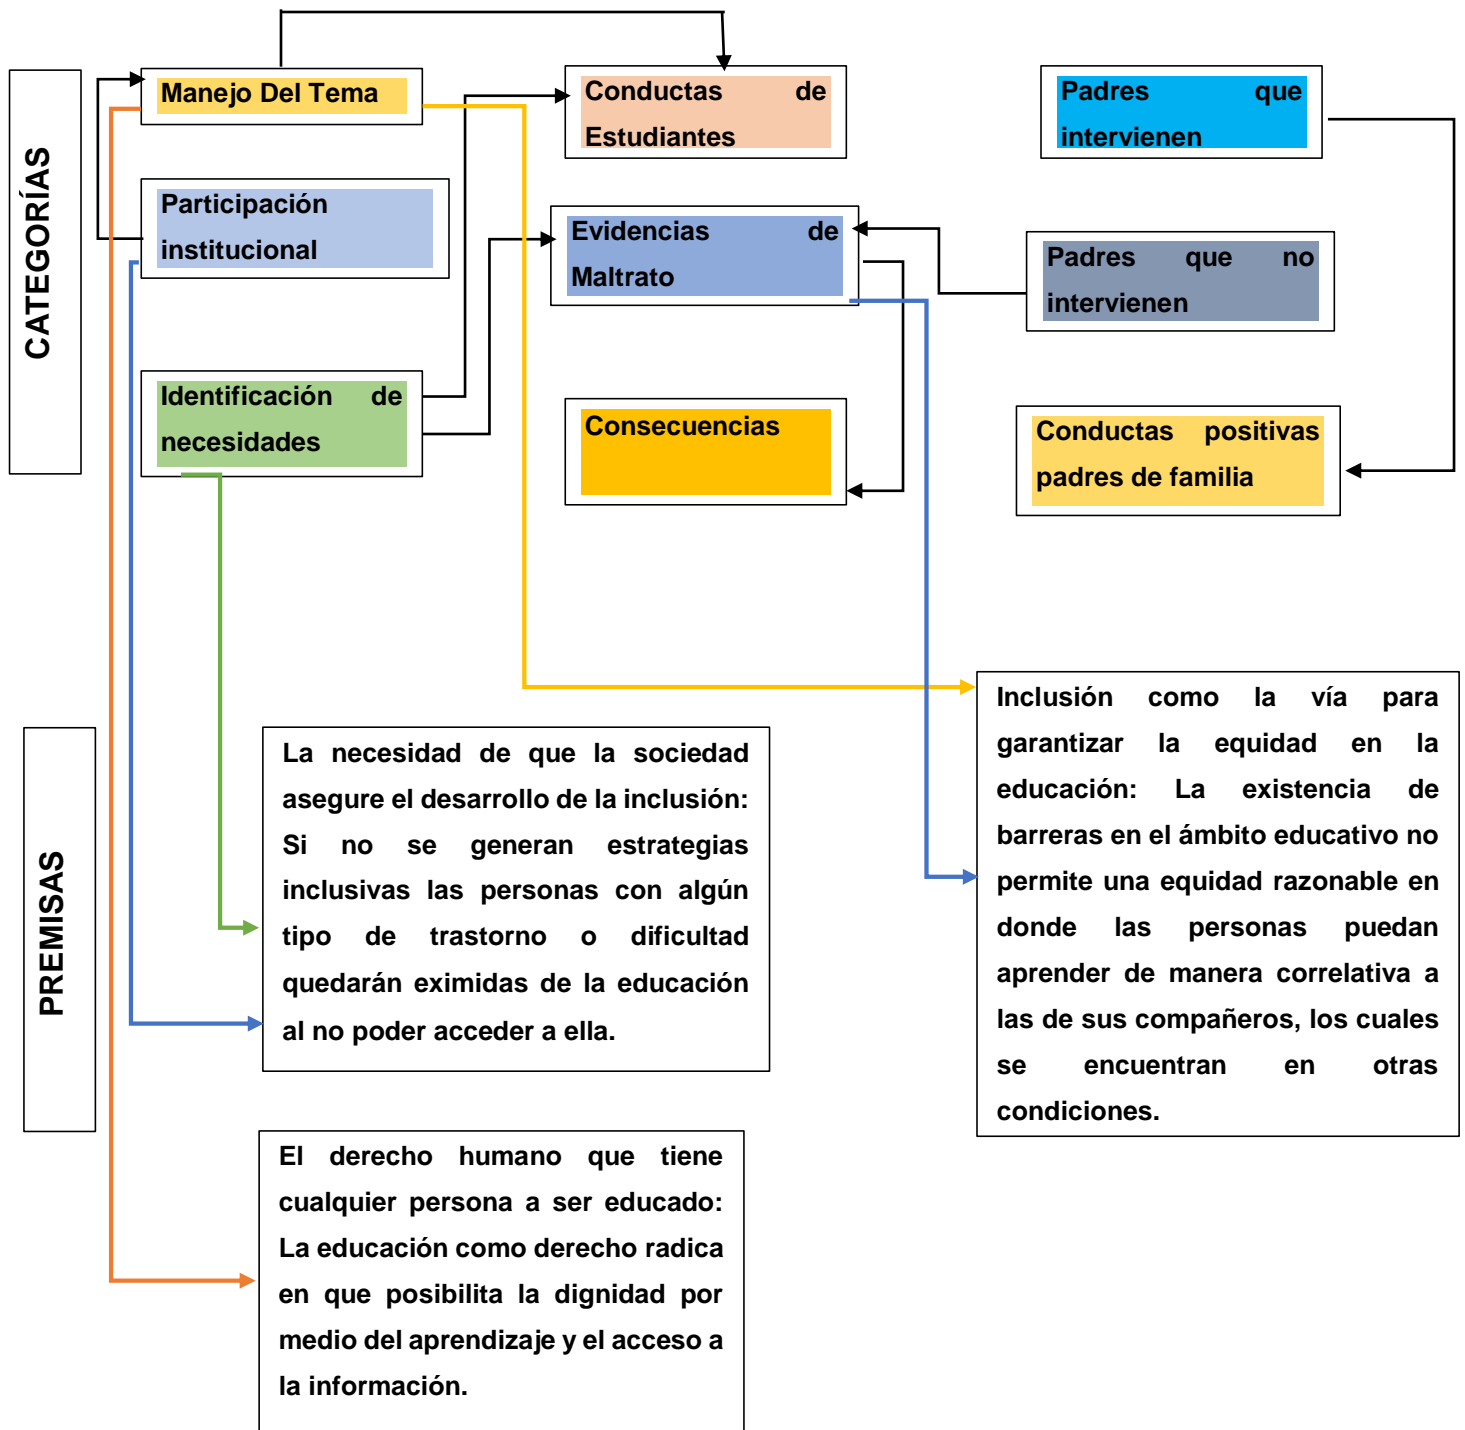 CATEGORÍAS
Manejo Del Tema
Conductas de
Estudiantes
Padres que
intervienen
Participación
institucional
Evidencias de
Maltrato
Padres que no
intervienen
Identificación de
necesidades
Consecuencias
Conductas positivas
padres de familia
PREMISAS
La necesidad de que la sociedad
asegure el desarrollo de la inclusión:
Si no se generan estrategias
inclusivas las personas con algún
tipo de trastorno o dificultad
quedarán eximidas de la educación
al no poder acceder a ella.
Inclusión como la vía para
garantizar la equidad en la
educación: La existencia de
barreras en el ámbito educativo no
permite una equidad razonable en
donde las personas puedan
aprender de manera correlativa a
las de sus compañeros, los cuales
se encuentran en otras
condiciones.
El derecho humano que tiene
cualquier persona a ser educado:
La educación como derecho radica
en que posibilita la dignidad por
medio del aprendizaje y el acceso a
la información.